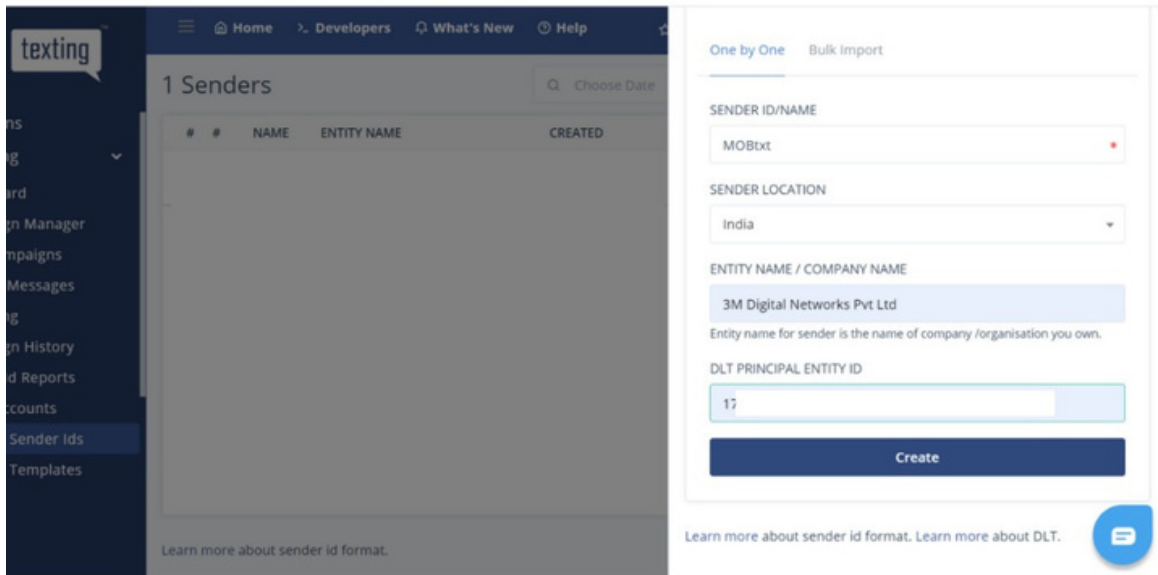 texting
Home
Developers
What's New
Help
1 Senders
Choose Date
# # NAME ENTITY NAME CREATED
ns
ard
gn Manager
mpaigns
Messages
gn History
d Reports
ccounts
Sender Ids
Templates
Learn more about sender id format.
One by One
Bulk Import
SENDER ID/NAME
MOBtxt *
SENDER LOCATION
India
ENTITY NAME / COMPANY NAME
3M Digital Networks Pvt Ltd
Entity name for sender is the name of company /organisation you own.
DLT PRINCIPAL ENTITY ID
17
Create
Learn more about sender id format. Learn more about DLT.